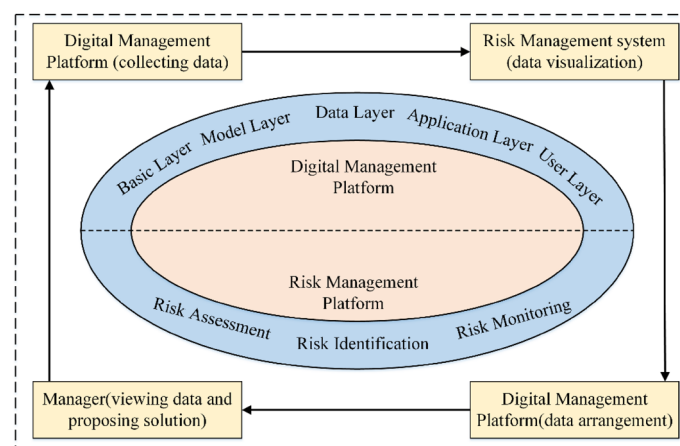 Digital Management
Platform (collecting data)
Risk Management system
(data visualization)
Basic Layer
Model Layer
Data Layer
Application Layer
User Layer
Digital Management
Platform
Risk Management
Platform
Risk Assessment
Risk Identification
Risk Monitoring
Manager(viewing data and
proposing solution)
Digital Management
Platform(data arrangement)